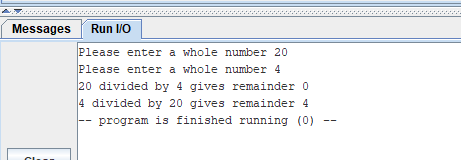 Messages Run I/O
Please enter a whole number 20
Please enter a whole number 4
20 divided by 4 gives remainder 0
4 divided by 20 gives remainder 4
-- program is finished running (0) --